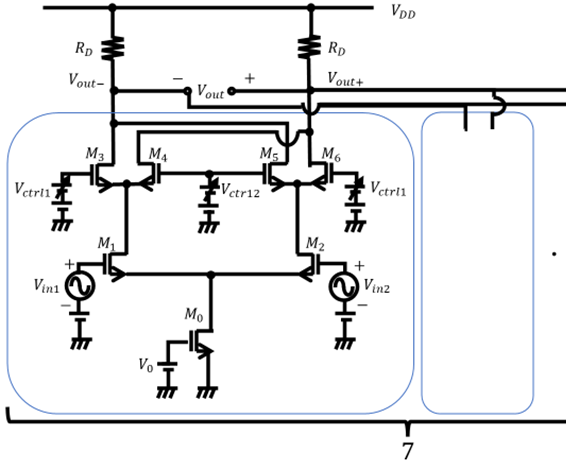 V_DD
R_D R_D
V_out− − V_out + V_out+
M_3 M_4 M_5 M_6
V_ctrl1 V_ctr12 V_ctrl1
M_1 M_2
+ +
V_in1 V_in2
− −
M_0
V_0
7